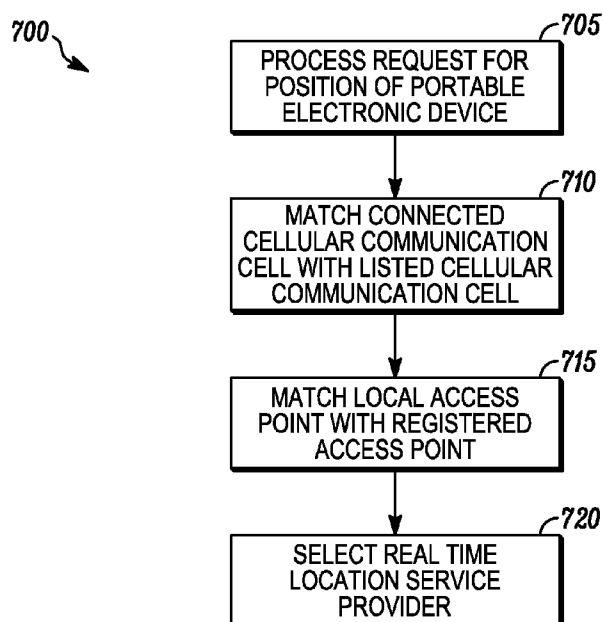 700
705
PROCESS REQUEST FOR
POSITION OF PORTABLE
ELECTRONIC DEVICE
710
MATCH CONNECTED
CELLULAR COMMUNICATION
CELL WITH LISTED CELLULAR
COMMUNICATION CELL
715
MATCH LOCAL ACCESS
POINT WITH REGISTERED
ACCESS POINT
720
SELECT REAL TIME
LOCATION SERVICE
PROVIDER